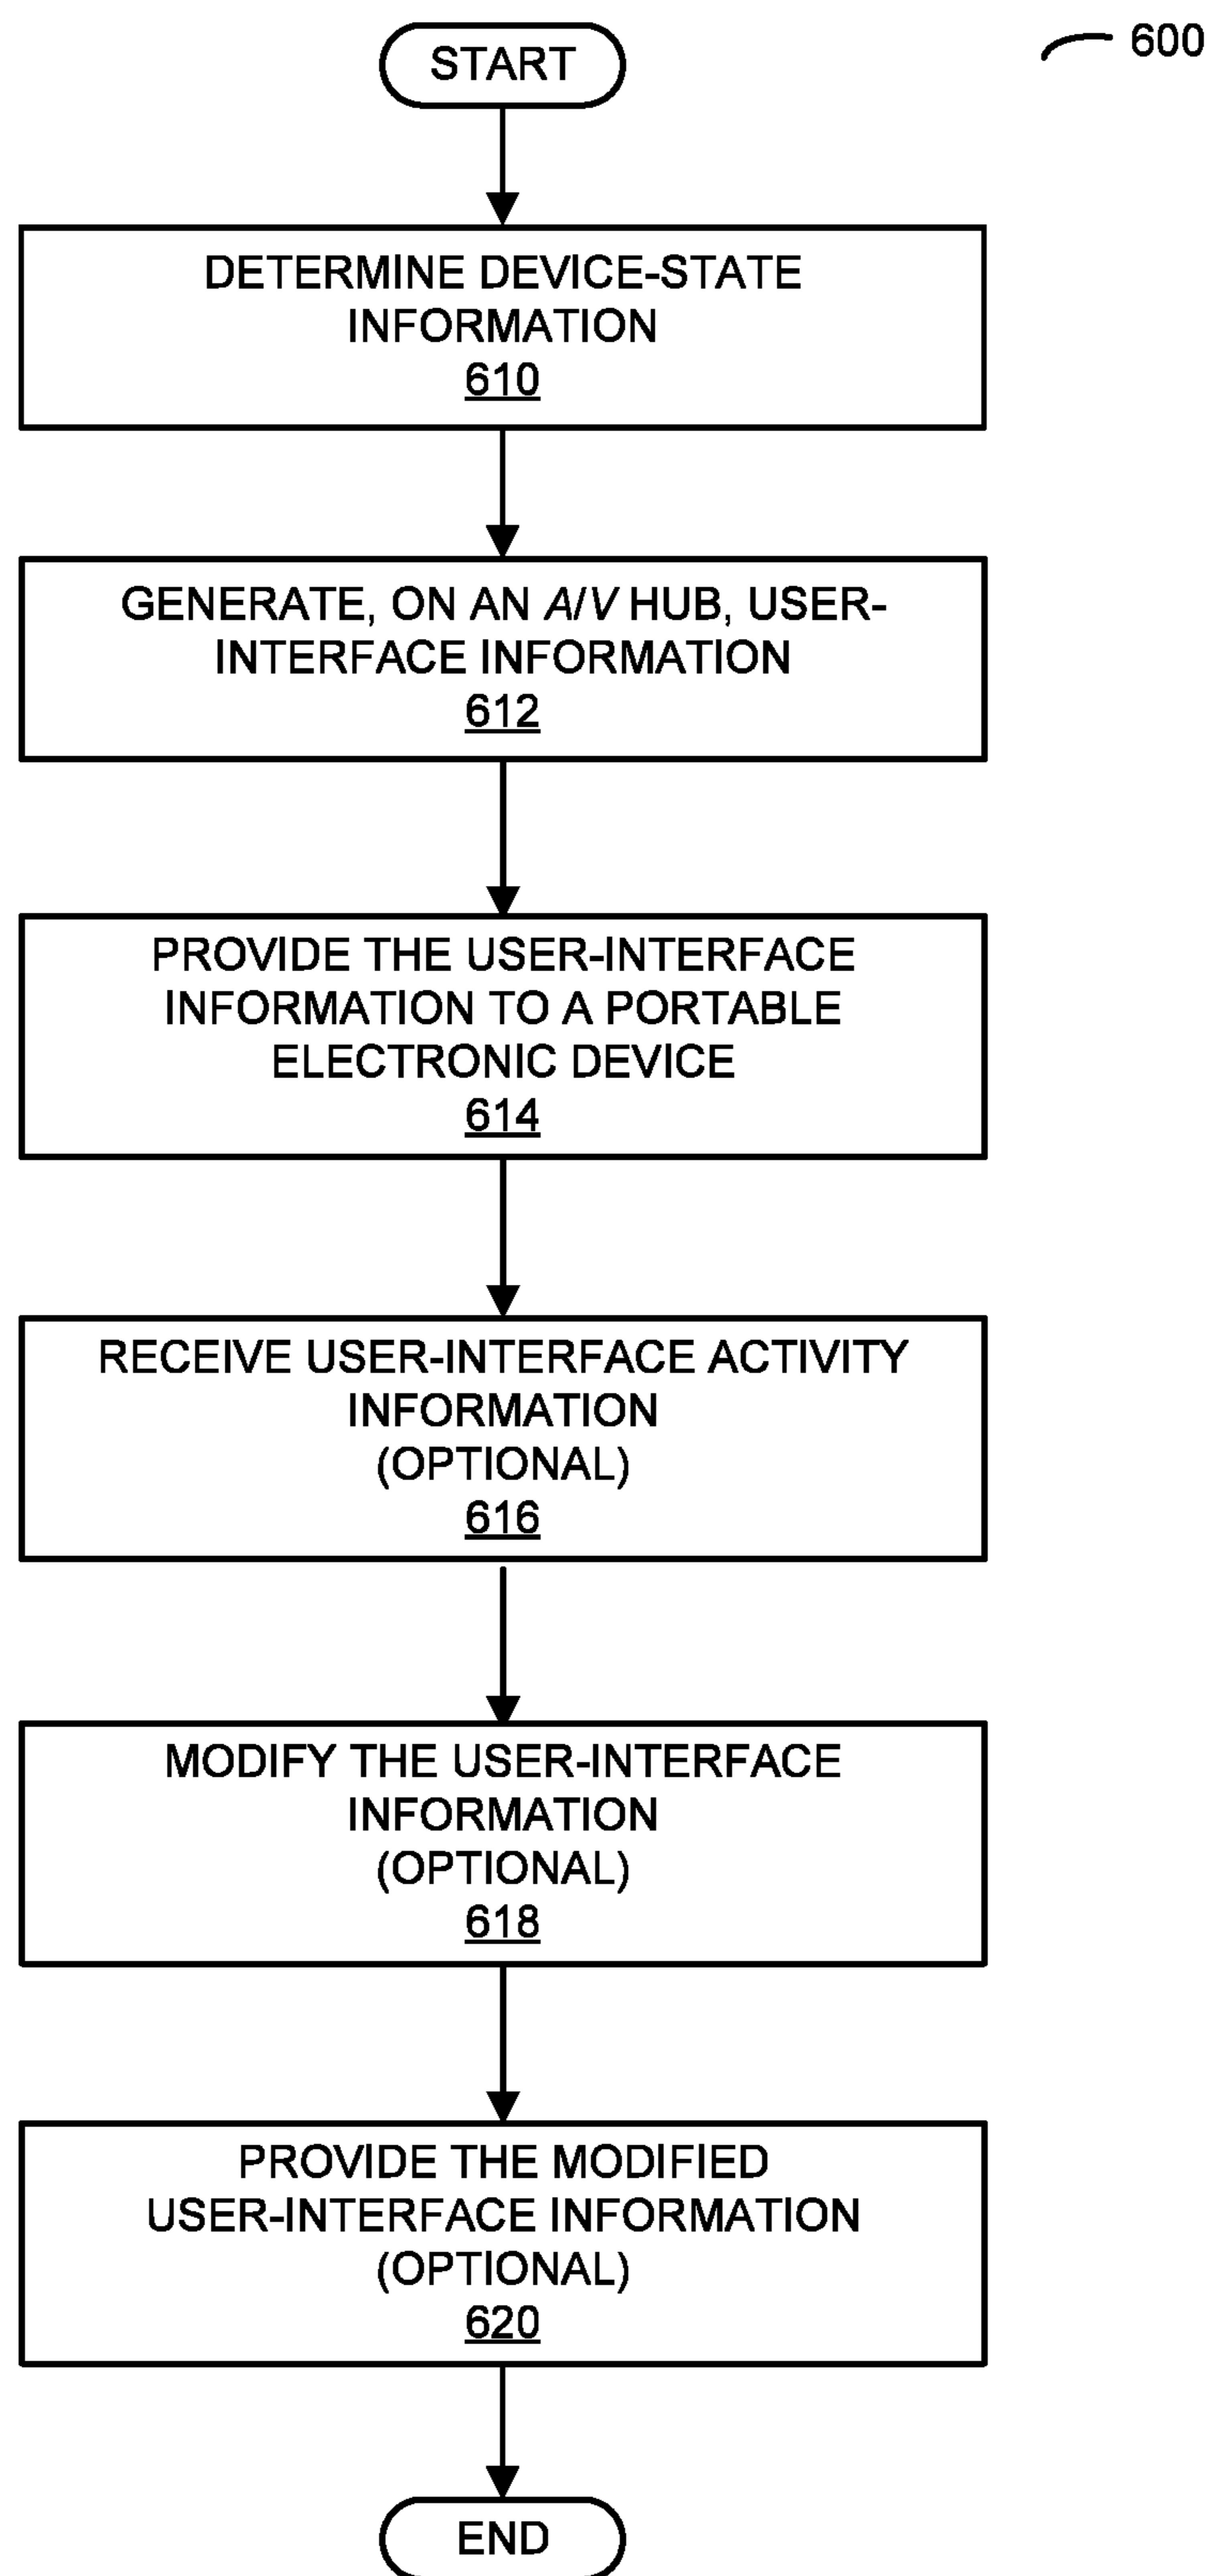 600
START
DETERMINE DEVICE-STATE
INFORMATION
610
GENERATE, ON AN A/V HUB, USER-
INTERFACE INFORMATION
612
PROVIDE THE USER-INTERFACE
INFORMATION TO A PORTABLE
ELECTRONIC DEVICE
614
RECEIVE USER-INTERFACE ACTIVITY
INFORMATION
(OPTIONAL)
616
MODIFY THE USER-INTERFACE
INFORMATION
(OPTIONAL)
618
PROVIDE THE MODIFIED
USER-INTERFACE INFORMATION
(OPTIONAL)
620
END